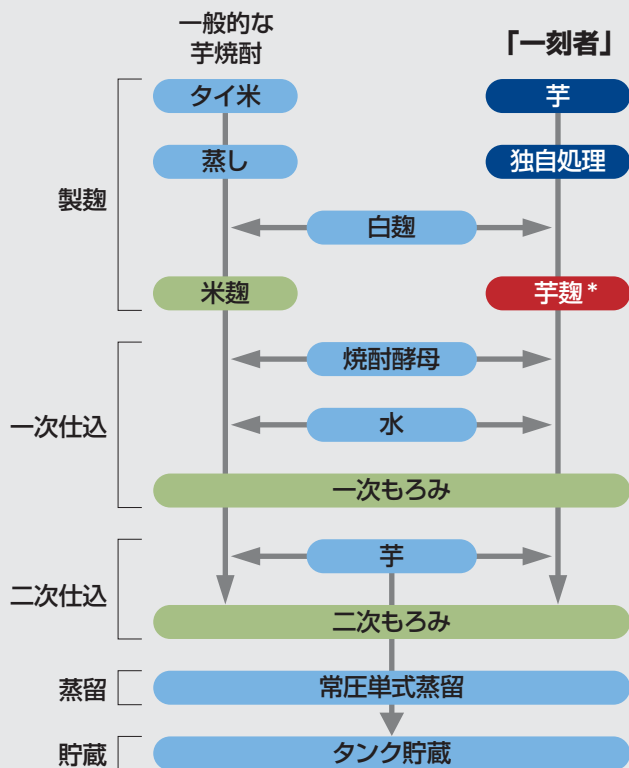 一般的な
芋焼酎
「一刻者」
製麹
タイ米
芋
蒸し
独自処理
白麹
米麹
芋麹*
一次仕込
焼酎酵母
水
一次もろみ
二次仕込
芋
二次もろみ
蒸留
常圧単式蒸留
貯蔵
タンク貯蔵